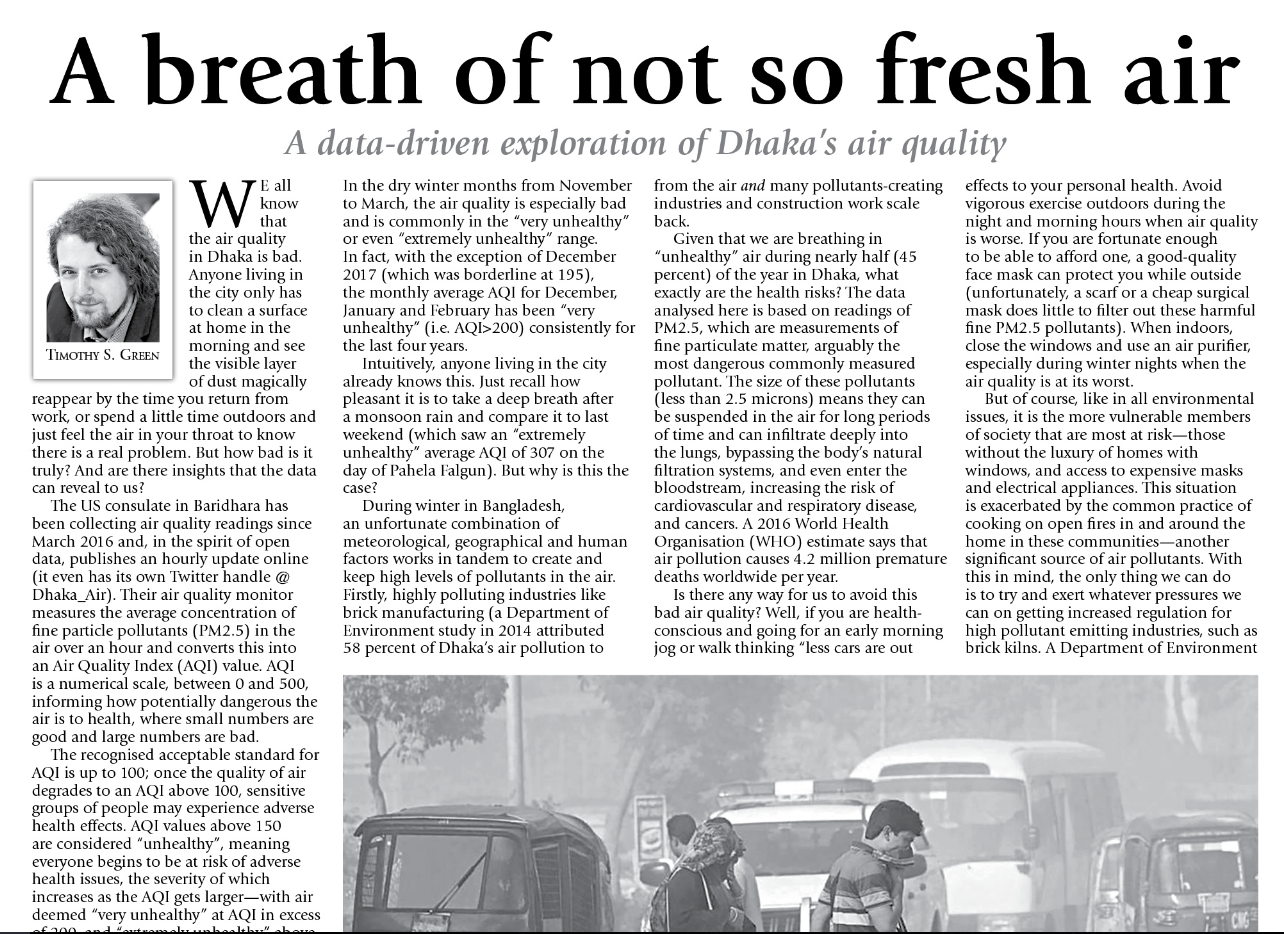 A breath of not so fresh air
A data-driven exploration of Dhaka's air quality
TIMOTHY S. GREEN
WE all
know
that
the air quality
in Dhaka is bad.
Anyone living in
the city only has
to clean a surface
at home in the
morning and see
the visible layer
of dust magically
reappear by the time you return from
work, or spend a little time outdoors and
just feel the air in your throat to know
there is a real problem. But how bad is it
truly? And are there insights that the data
can reveal to us?
The US consulate in Baridhara has
been collecting air quality readings since
March 2016 and, in the spirit of open
data, publishes an hourly update online
(it even has its own Twitter handle @
Dhaka_Air). Their air quality monitor
measures the average concentration of
fine particle pollutants (PM2.5) in the
air over an hour and converts this into
an Air Quality Index (AQI) value. AQI
is a numerical scale, between 0 and 500,
informing how potentially dangerous the
air is to health, where small numbers are
good and large numbers are bad.
The recognised acceptable standard for
AQI is up to 100; once the quality of air
degrades to an AQI above 100, sensitive
groups of people may experience adverse
health effects. AQI values above 150
are considered "unhealthy", meaning
everyone begins to be at risk of adverse
health issues, the severity of which
increases as the AQI gets larger—with air
deemed "very unhealthy" at AQI in excess
of 200, and "extremely unhealthy" above
In the dry winter months from November
to March, the air quality is especially bad
and is commonly in the "very unhealthy"
or even "extremely unhealthy" range.
In fact, with the exception of December
2017 (which was borderline at 195),
the monthly average AQI for December,
January and February has been "very
unhealthy" (i.e. AQI>200) consistently for
the last four years.
Intuitively, anyone living in the city
already knows this. Just recall how
pleasant it is to take a deep breath after
a monsoon rain and compare it to last
weekend (which saw an "extremely
unhealthy" average AQI of 307 on the
day of Pahela Falgun). But why is this the
case?
During winter in Bangladesh,
an unfortunate combination of
meteorological, geographical and human
factors works in tandem to create and
keep high levels of pollutants in the air.
Firstly, highly polluting industries like
brick manufacturing (a Department of
Environment study in 2014 attributed
58 percent of Dhaka's air pollution to
from the air and many pollutants-creating
industries and construction work scale
back.
Given that we are breathing in
"unhealthy" air during nearly half (45
percent) of the year in Dhaka, what
exactly are the health risks? The data
analysed here is based on readings of
PM2.5, which are measurements of
fine particulate matter, arguably the
most dangerous commonly measured
pollutant. The size of these pollutants
(less than 2.5 microns) means they can
be suspended in the air for long periods
of time and can infiltrate deeply into
the lungs, bypassing the body's natural
filtration systems, and even enter the
bloodstream, increasing the risk of
cardiovascular and respiratory disease,
and cancers. A 2016 World Health
Organisation (WHO) estimate says that
air pollution causes 4.2 million premature
deaths worldwide per year.
Is there any way for us to avoid this
bad air quality? Well, if you are health-
conscious and going for an early morning
jog or walk thinking "less cars are out
effects to your personal health. Avoid
vigorous exercise outdoors during the
night and morning hours when air quality
is worse. If you are fortunate enough
to be able to afford one, a good-quality
face mask can protect you while outside
(unfortunately, a scarf or a cheap surgical
mask does little to filter out these harmful
fine PM2.5 pollutants). When indoors,
close the windows and use an air purifier,
especially during winter nights when the
air quality is at its worst.
But of course, like in all environmental
issues, it is the more vulnerable members
of society that are most at risk—those
without the luxury of homes with
windows, and access to expensive masks
and electrical appliances. This situation
is exacerbated by the common practice of
cooking on open fires in and around the
home in these communities—another
significant source of air pollutants. With
this in mind, the only thing we can do
is to try and exert whatever pressures we
can on getting increased regulation for
high pollutant emitting industries, such as
brick kilns. A Department of Environment